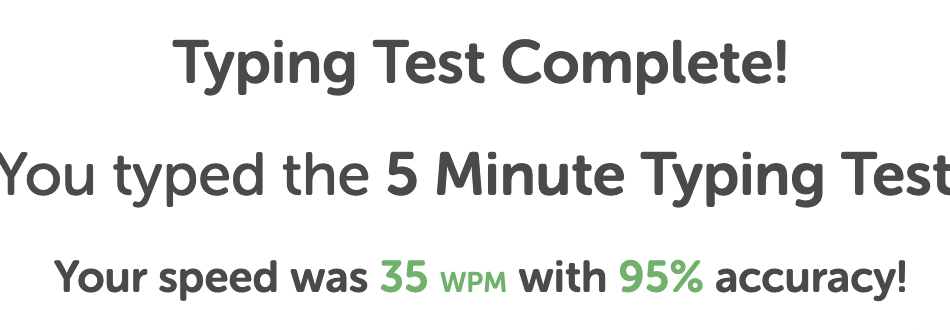 Typing Test Complete!
You typed the 5 Minute Typing Test
Your speed was 35 WPM with 95% accuracy!